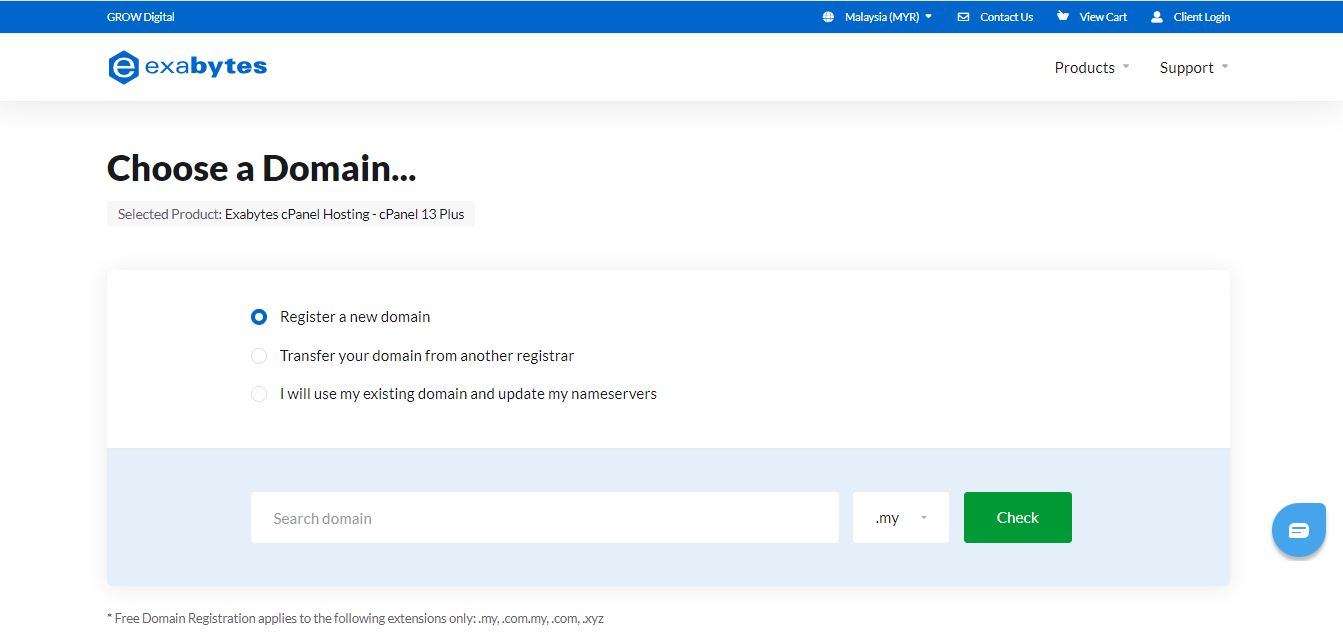 GROW Digital Malaysia (MYR) Contact Us View Cart Client Login
exabytes Products Support
Choose a Domain...
Selected Product: Exabytes cPanel Hosting - cPanel 13 Plus
Register a new domain
Transfer your domain from another registrar
I will use my existing domain and update my nameservers
Search domain .my Check
* Free Domain Registration applies to the following extensions only: .my, .com.my, .com, .xyz